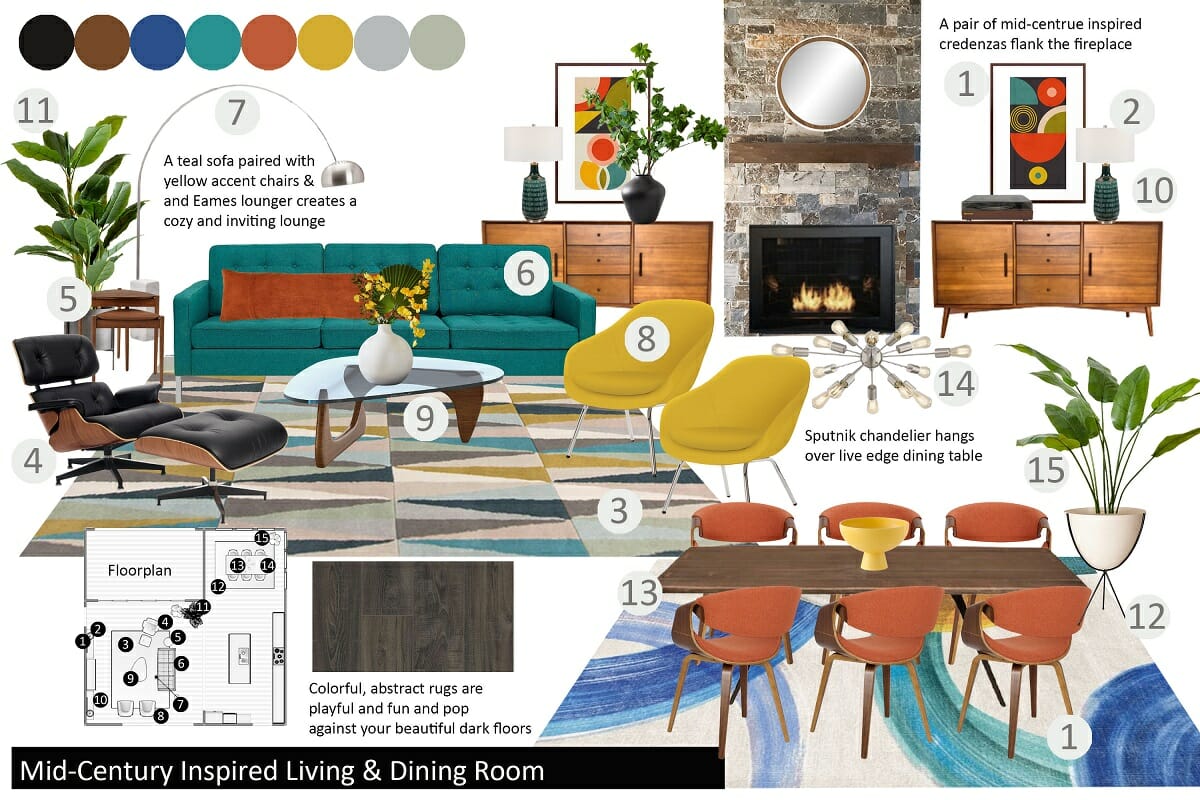 A pair of mid-centrue inspired
credenzas flank the fireplace
1
2
11
7
A teal sofa paired with
yellow accent chairs &
and Eames lounger creates a
cozy and inviting lounge
10
6
5
8
14
9
Sputnik chandelier hangs
over live edge dining table
4
15
3
Floorplan
15
13
14
12
11
4
2
1
3
5
6
9
10
7
8
13
12
Colorful, abstract rugs are
playful and fun and pop
against your beautiful dark floors
1
Mid-Century Inspired Living & Dining Room